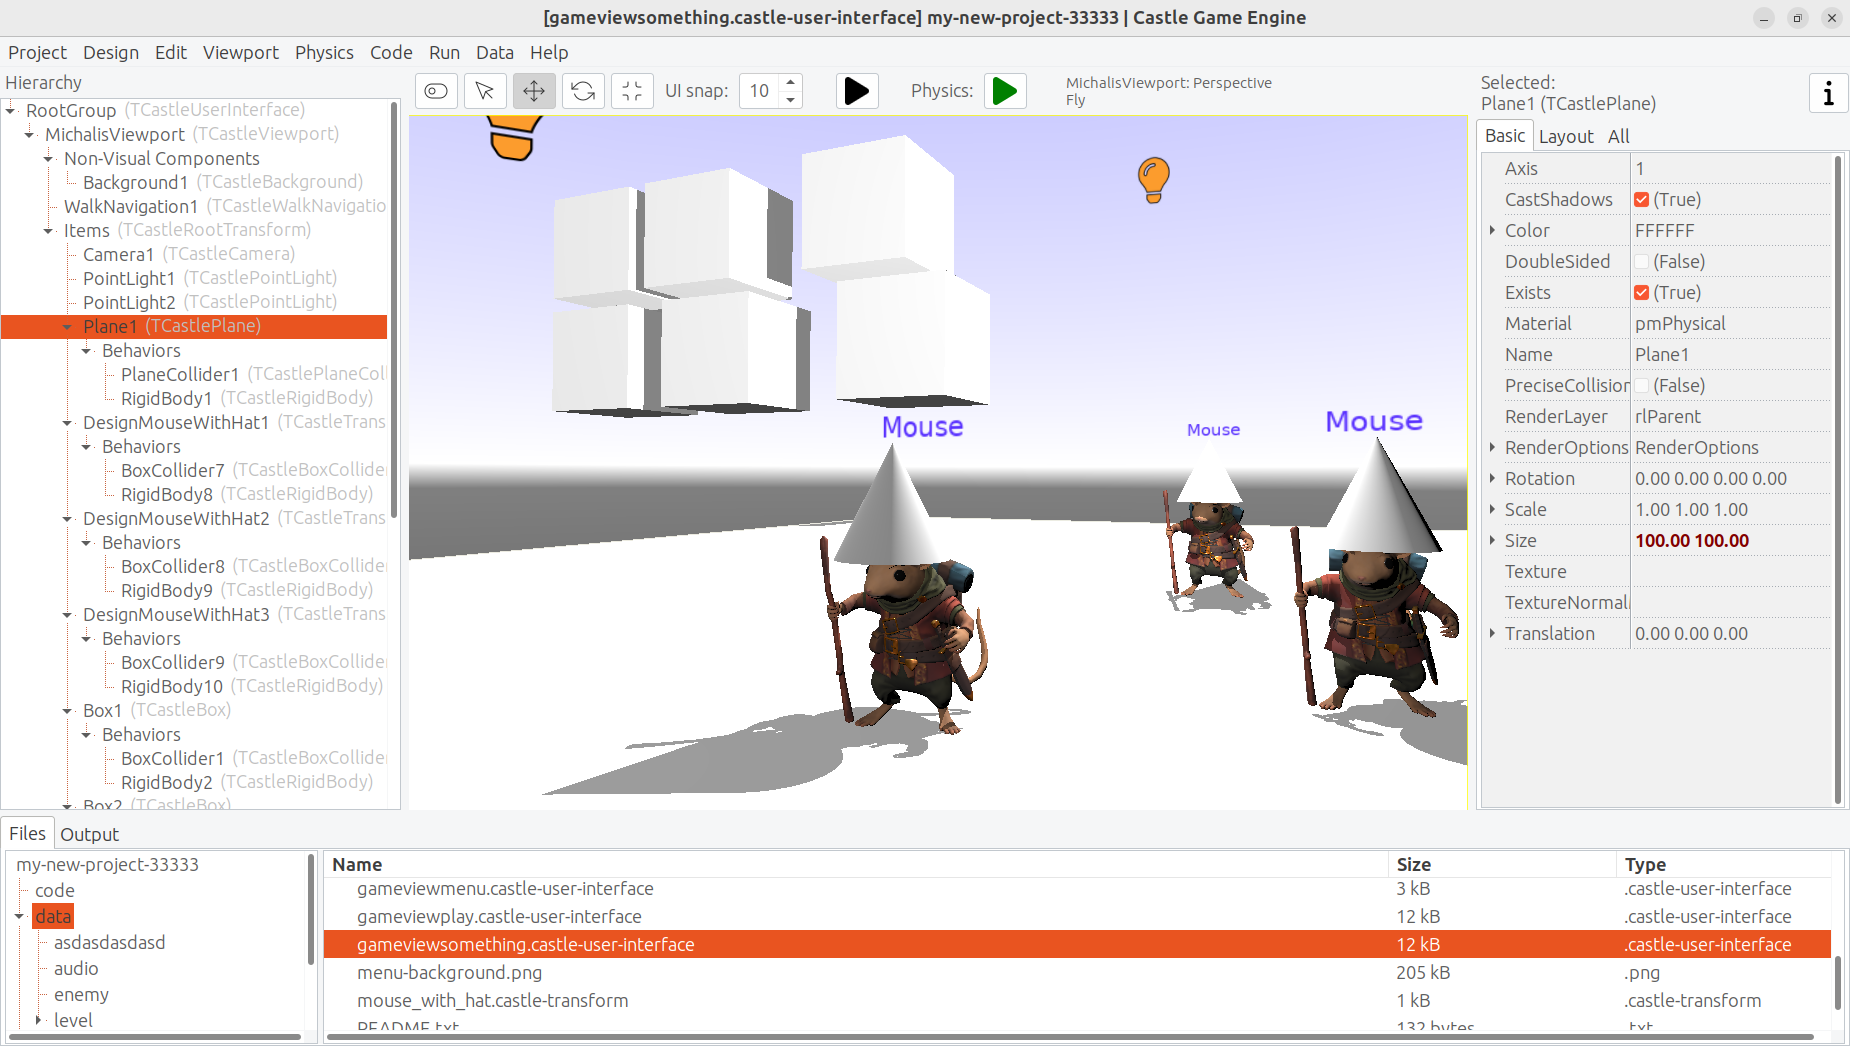 [gameviewsomething.castle-user-interface] my-new-project-33333 | Castle Game Engine
Project Design Edit Viewport Physics Code Run Data Help
Hierarchy
RootGroup (TCastleUserInterface)
MichalisViewport (TCastleViewport)
Non-Visual Components
Background1 (TCastleBackground)
WalkNavigation1 (TCastleWalkNavigatio
Items (TCastleRootTransform)
Camera1 (TCastleCamera)
PointLight1 (TCastlePointLight)
PointLight2 (TCastlePointLight)
Plane1 (TCastlePlane)
Behaviors
PlaneCollider1 (TCastlePlaneColl
RigidBody1 (TCastleRigidBody)
DesignMouseWithHat1 (TCastleTrans
Behaviors
BoxCollider7 (TCastleBoxCollider
RigidBody8 (TCastleRigidBody)
DesignMouseWithHat2 (TCastleTrans
Behaviors
BoxCollider8 (TCastleBoxCollider
RigidBody9 (TCastleRigidBody)
DesignMouseWithHat3 (TCastleTrans
Behaviors
BoxCollider9 (TCastleBoxCollider
RigidBody10 (TCastleRigidBody)
Box1 (TCastleBox)
Behaviors
BoxCollider1 (TCastleBoxCollider
RigidBody2 (TCastleRigidBody)
Box2 (TCastleBox)
UI snap: 10
Physics:
MichalisViewport: Perspective
Fly
Mouse
Mouse
Mouse
Selected:
Plane1 (TCastlePlane)
i
Basic Layout All
Axis 1
CastShadows (True)
Color FFFFFF
DoubleSided (False)
Exists (True)
Material pmPhysical
Name Plane1
PreciseCollision (False)
RenderLayer rlParent
RenderOptions RenderOptions
Rotation 0.00 0.00 0.00 0.00
Scale 1.00 1.00 1.00
Size 100.00 100.00
Texture
TextureNormal
Translation 0.00 0.00 0.00
Files Output
my-new-project-33333
code
data
asdasdasdasd
audio
enemy
level
Name Size Type
gameviewmenu.castle-user-interface 3 kB .castle-user-interface
gameviewplay.castle-user-interface 12 kB .castle-user-interface
gameviewsomething.castle-user-interface 12 kB .castle-user-interface
menu-background.png 205 kB .png
mouse_with_hat.castle-transform 1 kB .castle-transform
README.txt 132 bytes .txt